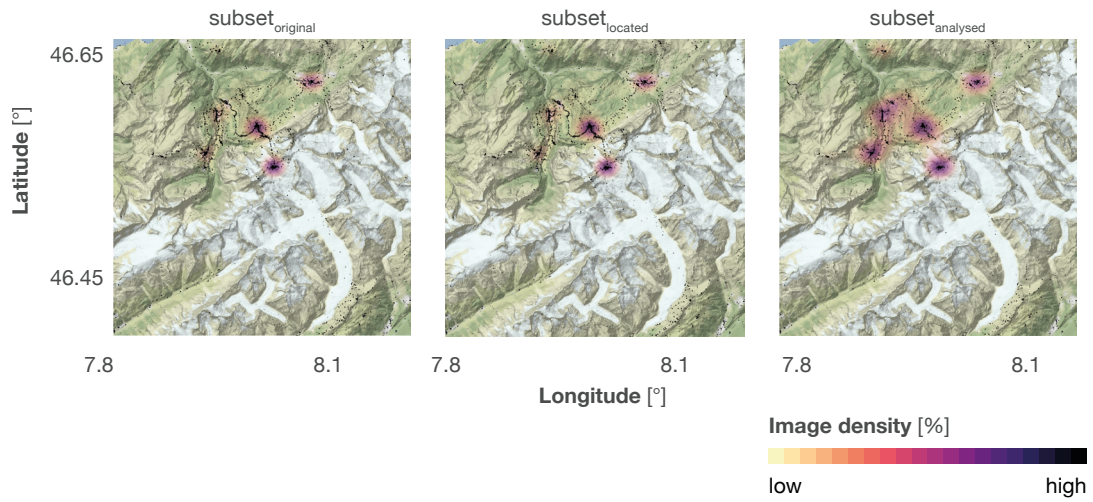 subset_original subset_located subset_analysed
46.65
Latitude [°]
46.45
7.8 8.1 7.8 8.1 7.8 8.1
Longitude [°]
Image density [%]
low high